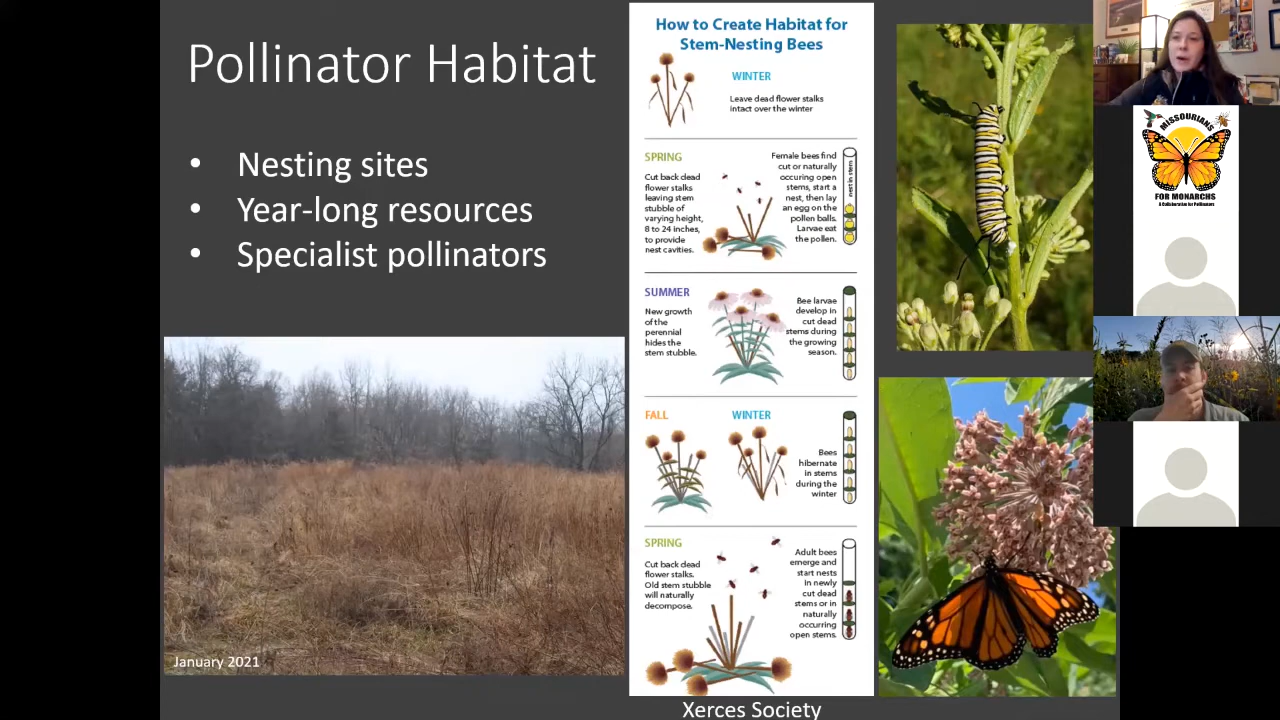 Pollinator Habitat
• Nesting sites
• Year-long resources
• Specialist pollinators
January 2021
How to Create Habitat for
Stem-Nesting Bees
WINTER
Leave dead flower stalks
intact over the winter
SPRING
Cut back dead
flower stalks
leaving stem
stubble of
varying height,
8 to 24 inches,
to provide
nest cavities.
Female bees find
cut or naturally
occuring open
stems, start a
nest, then lay
an egg on the
pollen balls.
Larvae eat
the pollen.
nest in stem
SUMMER
New growth
of the
perennial
hides the
stem stubble.
Bee larvae
develop in
cut dead
stems during
the growing
season.
FALL
WINTER
Bees
hibernate
in stems
during the
winter
SPRING
Cut back dead
flower stalks.
Old stem stubble
will naturally
decompose.
Adult bees
emerge and
start nests
in newly
cut dead
stems or in
naturally
occurring
open stems.
Xerces Society
MISSOURIANS
FOR MONARCHS
A Collaboration for Pollinators